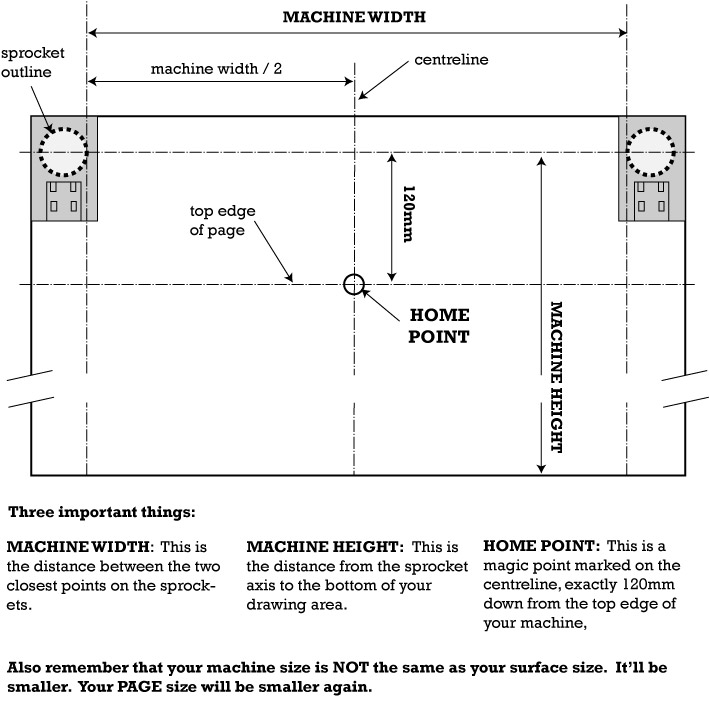 MACHINE WIDTH
sprocket
outline
machine width / 2
centreline
120mm
top edge
of page
HOME
POINT
MACHINE HEIGHT
Three important things:
MACHINE WIDTH: This is
the distance between the two
closest points on the sprock-
ets.
MACHINE HEIGHT: This is
the distance from the sprocket
axis to the bottom of your
drawing area.
HOME POINT: This is a
magic point marked on the
centreline, exactly 120mm
down from the top edge of
your machine,
Also remember that your machine size is NOT the same as your surface size. It'll be
smaller. Your PAGE size will be smaller again.